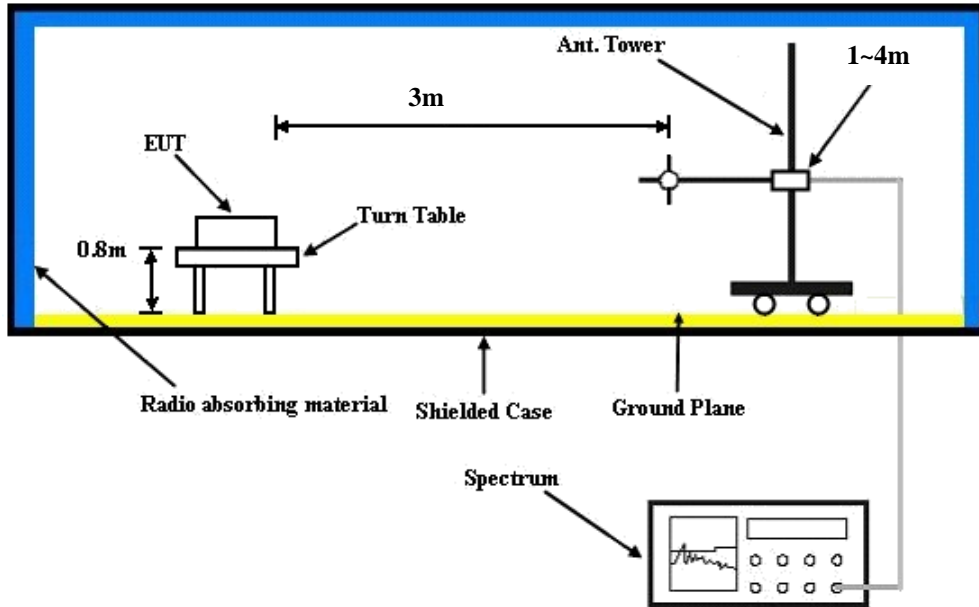 Ant. Tower
1~4m
3m
EUT
Turn Table
0.8m
Radio absorbing material
Shielded Case
Ground Plane
Spectrum